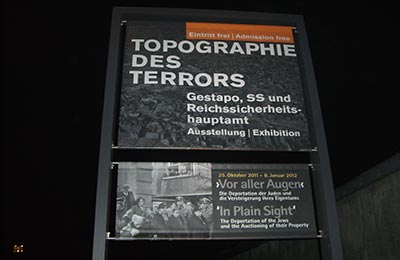 Eintritt frei | Admission free
TOPOGRAPHIE
DES
TERRORS
Gestapo, SS und
Reichssicherheits-
hauptamt
Ausstellung | Exhibition
25. Oktober 2011 – 8. Januar 2012
›Vor aller Augen‹
Die Deportation der Juden und
die Versteigerung ihres Eigentums
'In Plain Sight'
The Deportation of the Jews
and the Auctioning of their Property